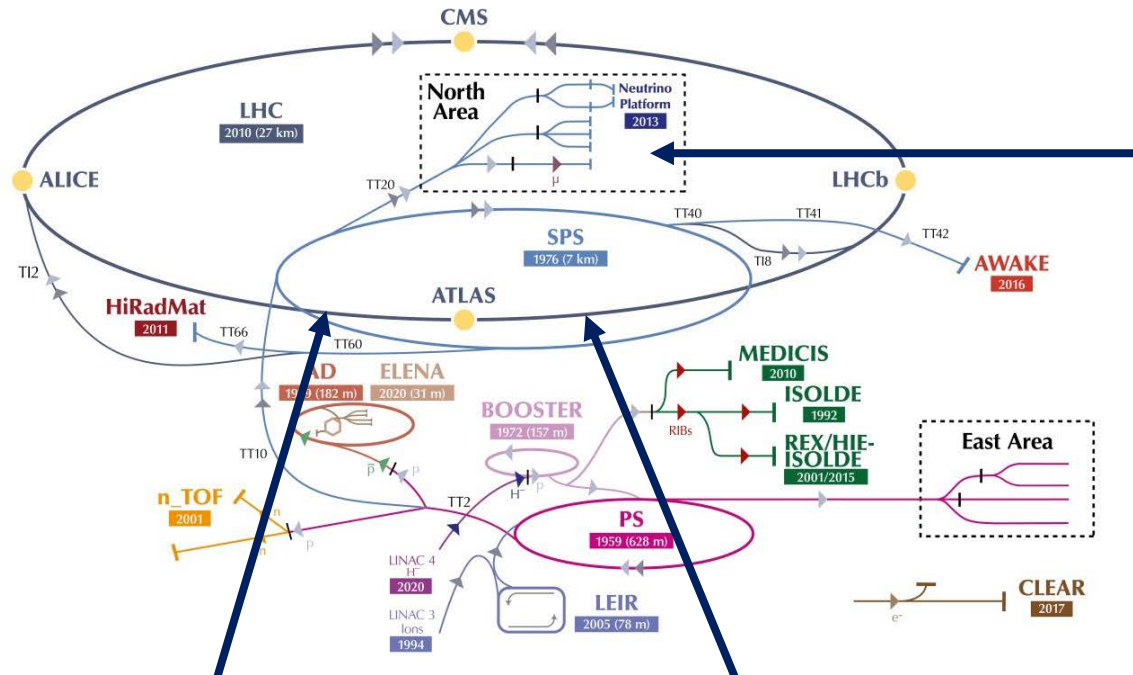 CMS
North
Area
Neutrino
Platform
2013
LHC
2010 (27 km)
ALICE
LHCb
μ
TT20
TT40
TT41
TT42
SPS
1976 (7 km)
TI8
TI2
AWAKE
2016
ATLAS
HiRadMat
2011
TT66
TT60
MEDICIS
2010
AD
ELENA
2020 (31 m)
(182 m)
ISOLDE
1992
BOOSTER
1972 (157 m)
RIBs
REX/HIE-
ISOLDE
2001/2015
East Area
TT10
p̅
p
H⁻
p
TT2
n_TOF
2001
n
n
p
PS
1959 (628 m)
LINAC 4
H⁻
2020
LINAC 3
Ions
1994
LEIR
2005 (78 m)
CLEAR
2017
e⁻